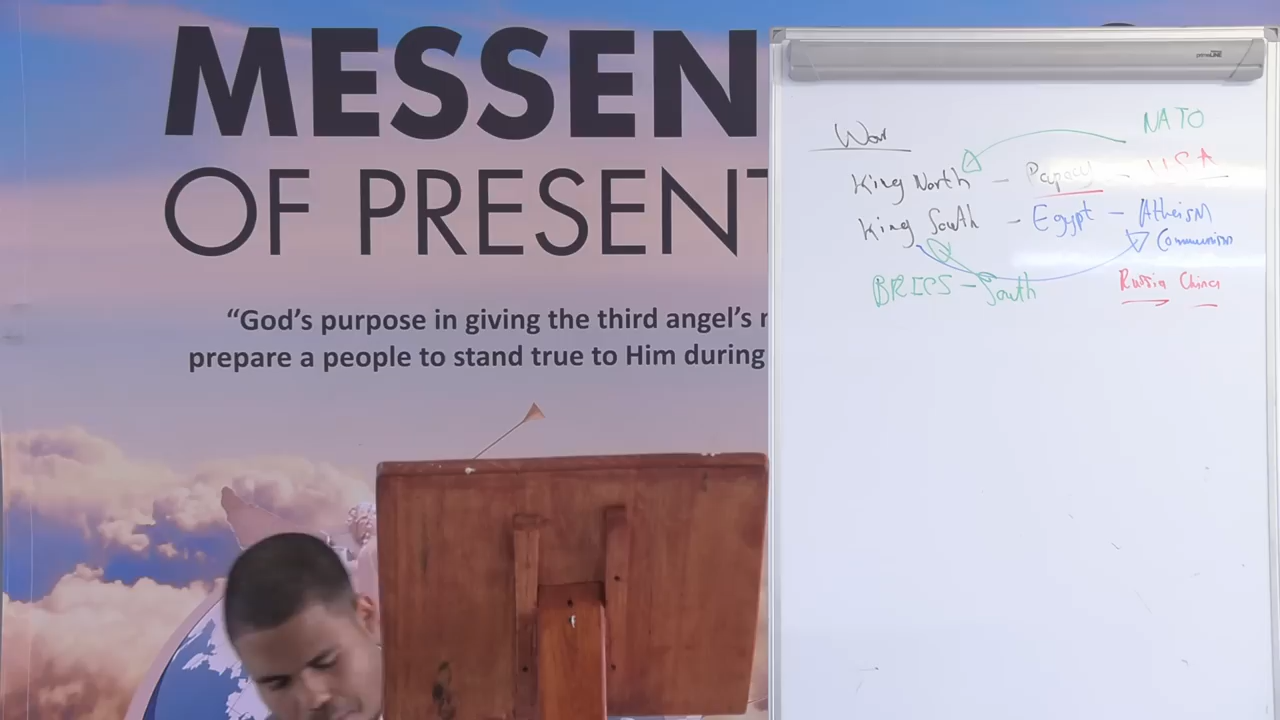 MESSEN
OF PRESENT
“God’s purpose in giving the third angel’s
prepare a people to stand true to Him during
War
NATO
King North - Papacy - USA
King South - Egypt - Atheism
Communism
BRICS - South
Russia China